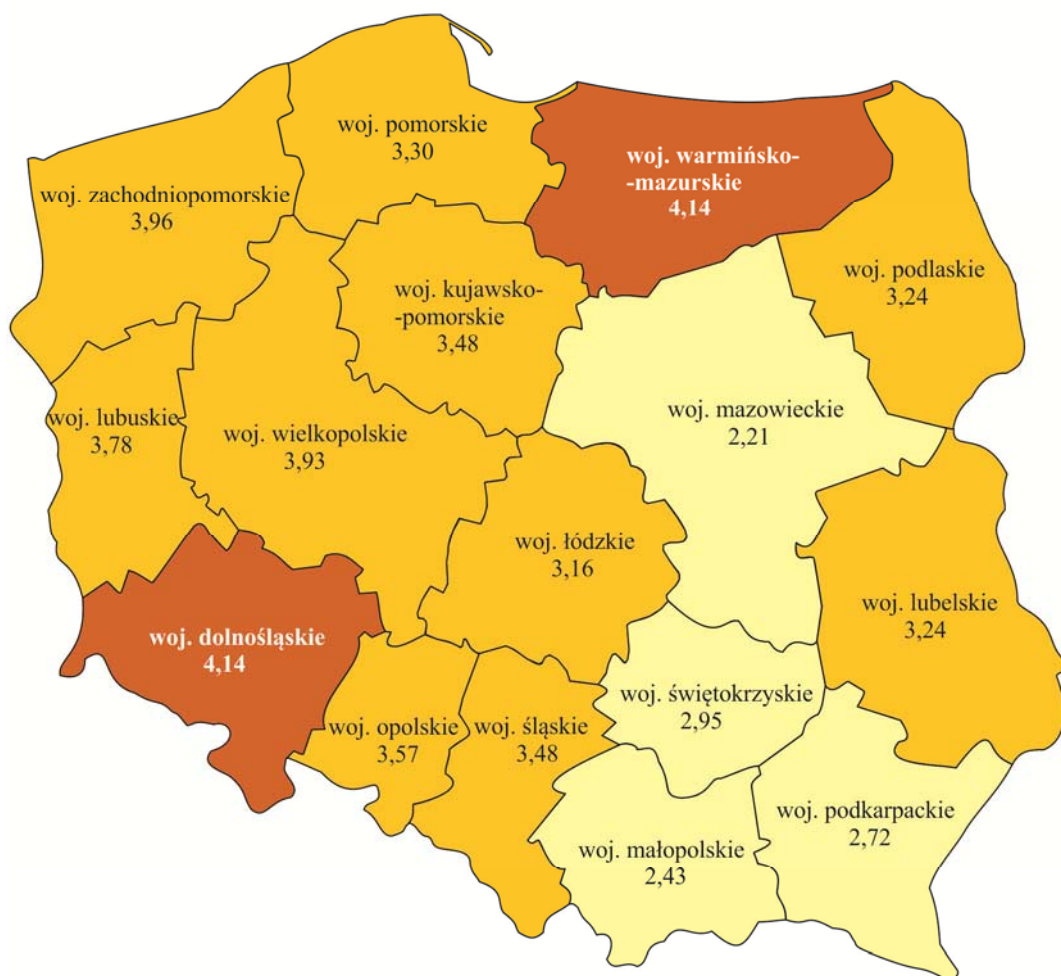 woj. pomorskie
3,30
woj. warmińsko-
-mazurskie
4,14
woj. zachodniopomorskie
3,96
woj. podlaskie
3,24
woj. kujawsko-
-pomorskie
3,48
woj. lubuskie
3,78
woj. wielkopolskie
3,93
woj. mazowieckie
2,21
woj. łódzkie
3,16
woj. lubelskie
3,24
woj. dolnośląskie
4,14
woj. opolskie
3,57
woj. śląskie
3,48
woj. świętokrzyskie
2,95
woj. małopolskie
2,43
woj. podkarpackie
2,72